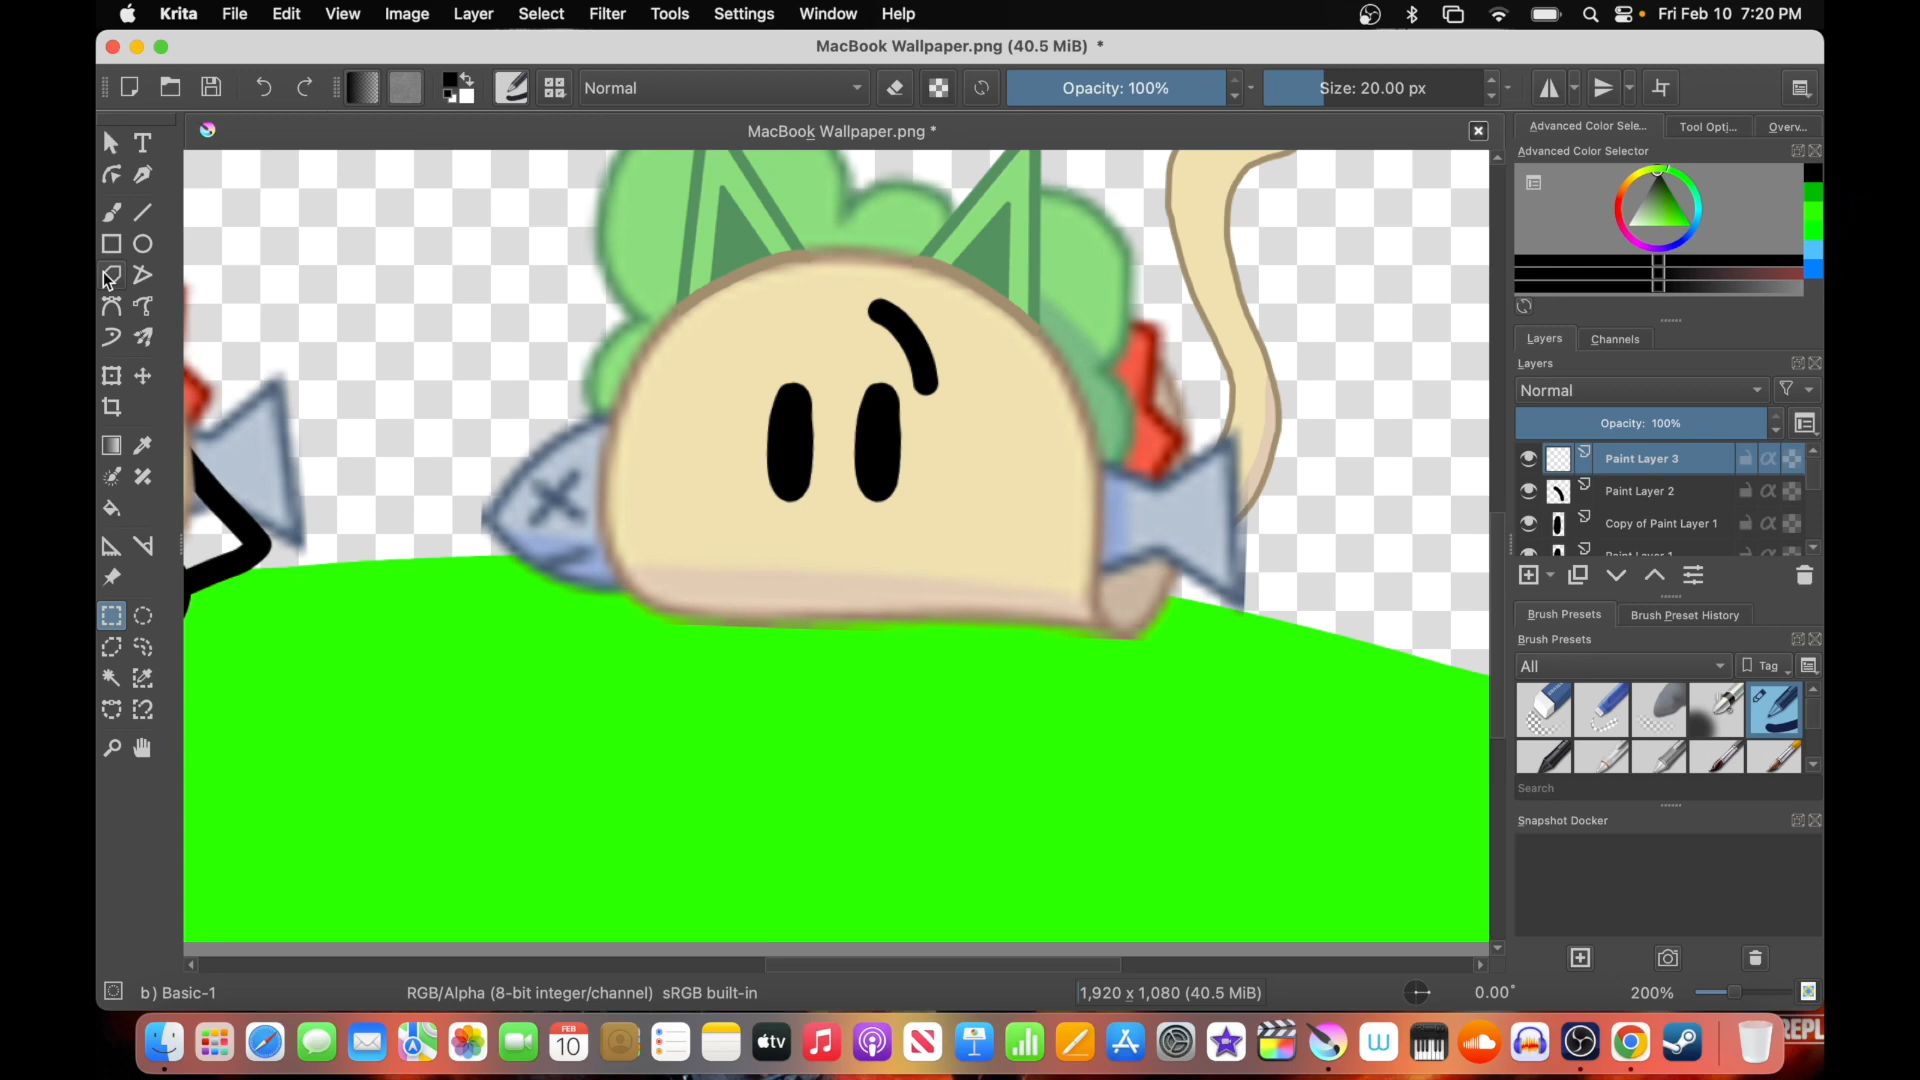 Krita File Edit View Image Layer Select Filter Tools Settings Window Help Fri Feb 10 7:20 PM
MacBook Wallpaper.png (40.5 MiB) *
Normal Opacity: 100% Size: 20.00 px
MacBook Wallpaper.png *
Advanced Color Sele... Tool Opti... Overv...
Advanced Color Selector
Layers Channels
Layers
Normal
Opacity: 100%
Paint Layer 3
Paint Layer 2
Copy of Paint Layer 1
Paint Layer 1
Brush Presets Brush Preset History
Brush Presets
All Tag
Search
Snapshot Docker
b) Basic-1 RGB/Alpha (8-bit integer/channel) sRGB built-in 1,920 x 1,080 (40.5 MiB) 0.00° 200%
FEB
10
tv
REPL